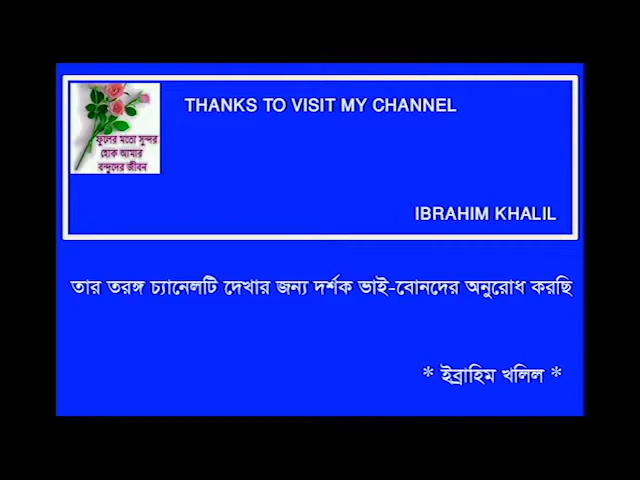 THANKS TO VISIT MY CHANNEL
ফুলের মতো সুন্দর
হোক আমার
বন্দুদের জীবন
IBRAHIM KHALIL
তার তরঙ্গ চ্যানেলটি দেখার জন্য দর্শক ভাই-বোনদের অনুরোধ করছি
* ইব্রাহিম খলিল *